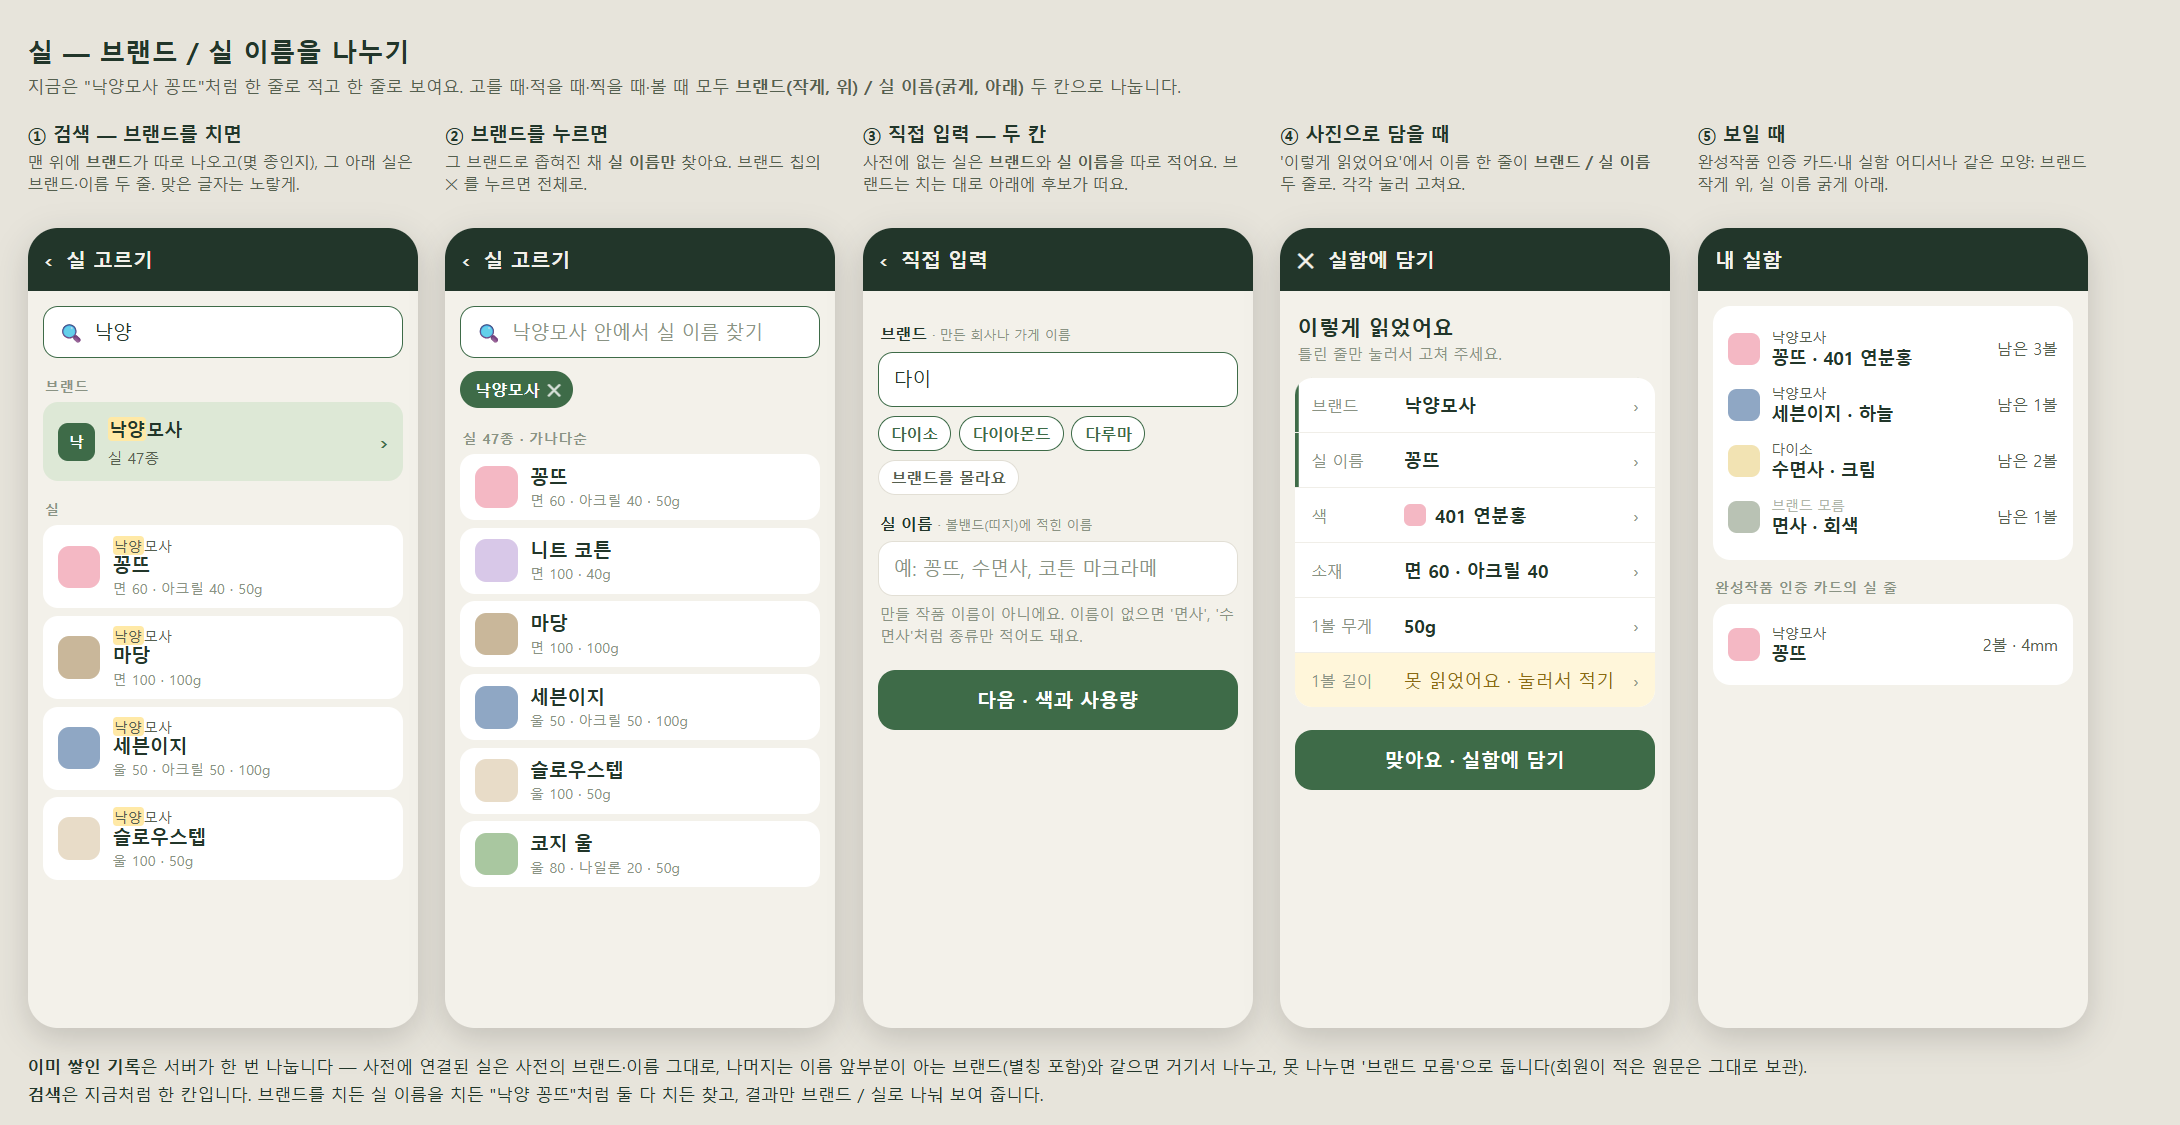 실 — 브랜드 / 실 이름을 나누기
지금은 "낙양모사 꽁뜨"처럼 한 줄로 적고 한 줄로 보여요. 고를 때·적을 때·찍을 때·볼 때 모두 브랜드(작게, 위) / 실 이름(굵게, 아래) 두 칸으로 나눕니다.
① 검색 — 브랜드를 치면
맨 위에 브랜드가 따로 나오고(몇 종인지), 그 아래 실은
브랜드·이름 두 줄. 맞은 글자는 노랗게.
‹ 실 고르기
낙양
브랜드
낙
낙양모사
실 47종
›
실
낙양모사
꽁뜨
면 60 · 아크릴 40 · 50g
낙양모사
마당
면 100 · 100g
낙양모사
세븐이지
울 50 · 아크릴 50 · 100g
낙양모사
슬로우스텝
울 100 · 50g
② 브랜드를 누르면
그 브랜드로 좁혀진 채 실 이름만 찾아요. 브랜드 칩의
✕ 를 누르면 전체로.
‹ 실 고르기
낙양모사 안에서 실 이름 찾기
낙양모사 ✕
실 47종 · 가나다순
꽁뜨
면 60 · 아크릴 40 · 50g
니트 코튼
면 100 · 40g
마당
면 100 · 100g
세븐이지
울 50 · 아크릴 50 · 100g
슬로우스텝
울 100 · 50g
코지 울
울 80 · 나일론 20 · 50g
③ 직접 입력 — 두 칸
사전에 없는 실은 브랜드와 실 이름을 따로 적어요. 브
랜드는 치는 대로 아래에 후보가 떠요.
‹ 직접 입력
브랜드 · 만든 회사나 가게 이름
다이
다이소 다이아몬드 다루마
브랜드를 몰라요
실 이름 · 볼밴드(띠지)에 적힌 이름
예: 꽁뜨, 수면사, 코튼 마크라메
만들 작품 이름이 아니에요. 이름이 없으면 '면사', '수
면사'처럼 종류만 적어도 돼요.
다음 · 색과 사용량
④ 사진으로 담을 때
'이렇게 읽었어요'에서 이름 한 줄이 브랜드 / 실 이름
두 줄로. 각각 눌러 고쳐요.
✕ 실함에 담기
이렇게 읽었어요
틀린 줄만 눌러서 고쳐 주세요.
브랜드 낙양모사 ›
실 이름 꽁뜨 ›
색 401 연분홍 ›
소재 면 60 · 아크릴 40 ›
1볼 무게 50g ›
1볼 길이 못 읽었어요 · 눌러서 적기 ›
맞아요 · 실함에 담기
⑤ 보일 때
완성작품 인증 카드·내 실함 어디서나 같은 모양: 브랜드
작게 위, 실 이름 굵게 아래.
내 실함
낙양모사
꽁뜨 · 401 연분홍
남은 3볼
낙양모사
세븐이지 · 하늘
남은 1볼
다이소
수면사 · 크림
남은 2볼
브랜드 모름
면사 · 회색
남은 1볼
완성작품 인증 카드의 실 줄
낙양모사
꽁뜨
2볼 · 4mm
이미 쌓인 기록은 서버가 한 번 나눕니다 — 사전에 연결된 실은 사전의 브랜드·이름 그대로, 나머지는 이름 앞부분이 아는 브랜드(별칭 포함)와 같으면 거기서 나누고, 못 나누면 '브랜드 모름'으로 둡니다(회원이 적은 원문은 그대로 보관).
검색은 지금처럼 한 칸입니다. 브랜드를 치든 실 이름을 치든 "낙양 꽁뜨"처럼 둘 다 치든 찾고, 결과만 브랜드 / 실로 나눠 보여 줍니다.